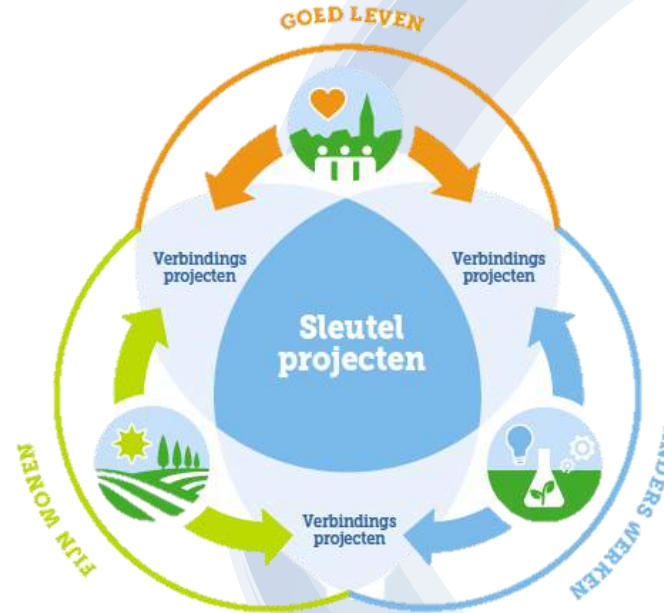 GOED LEVEN
Verbindings
projecten
Verbindings
projecten
Sleutel
projecten
FIJN WONEN
ANDERS WERKEN
Verbindings
projecten